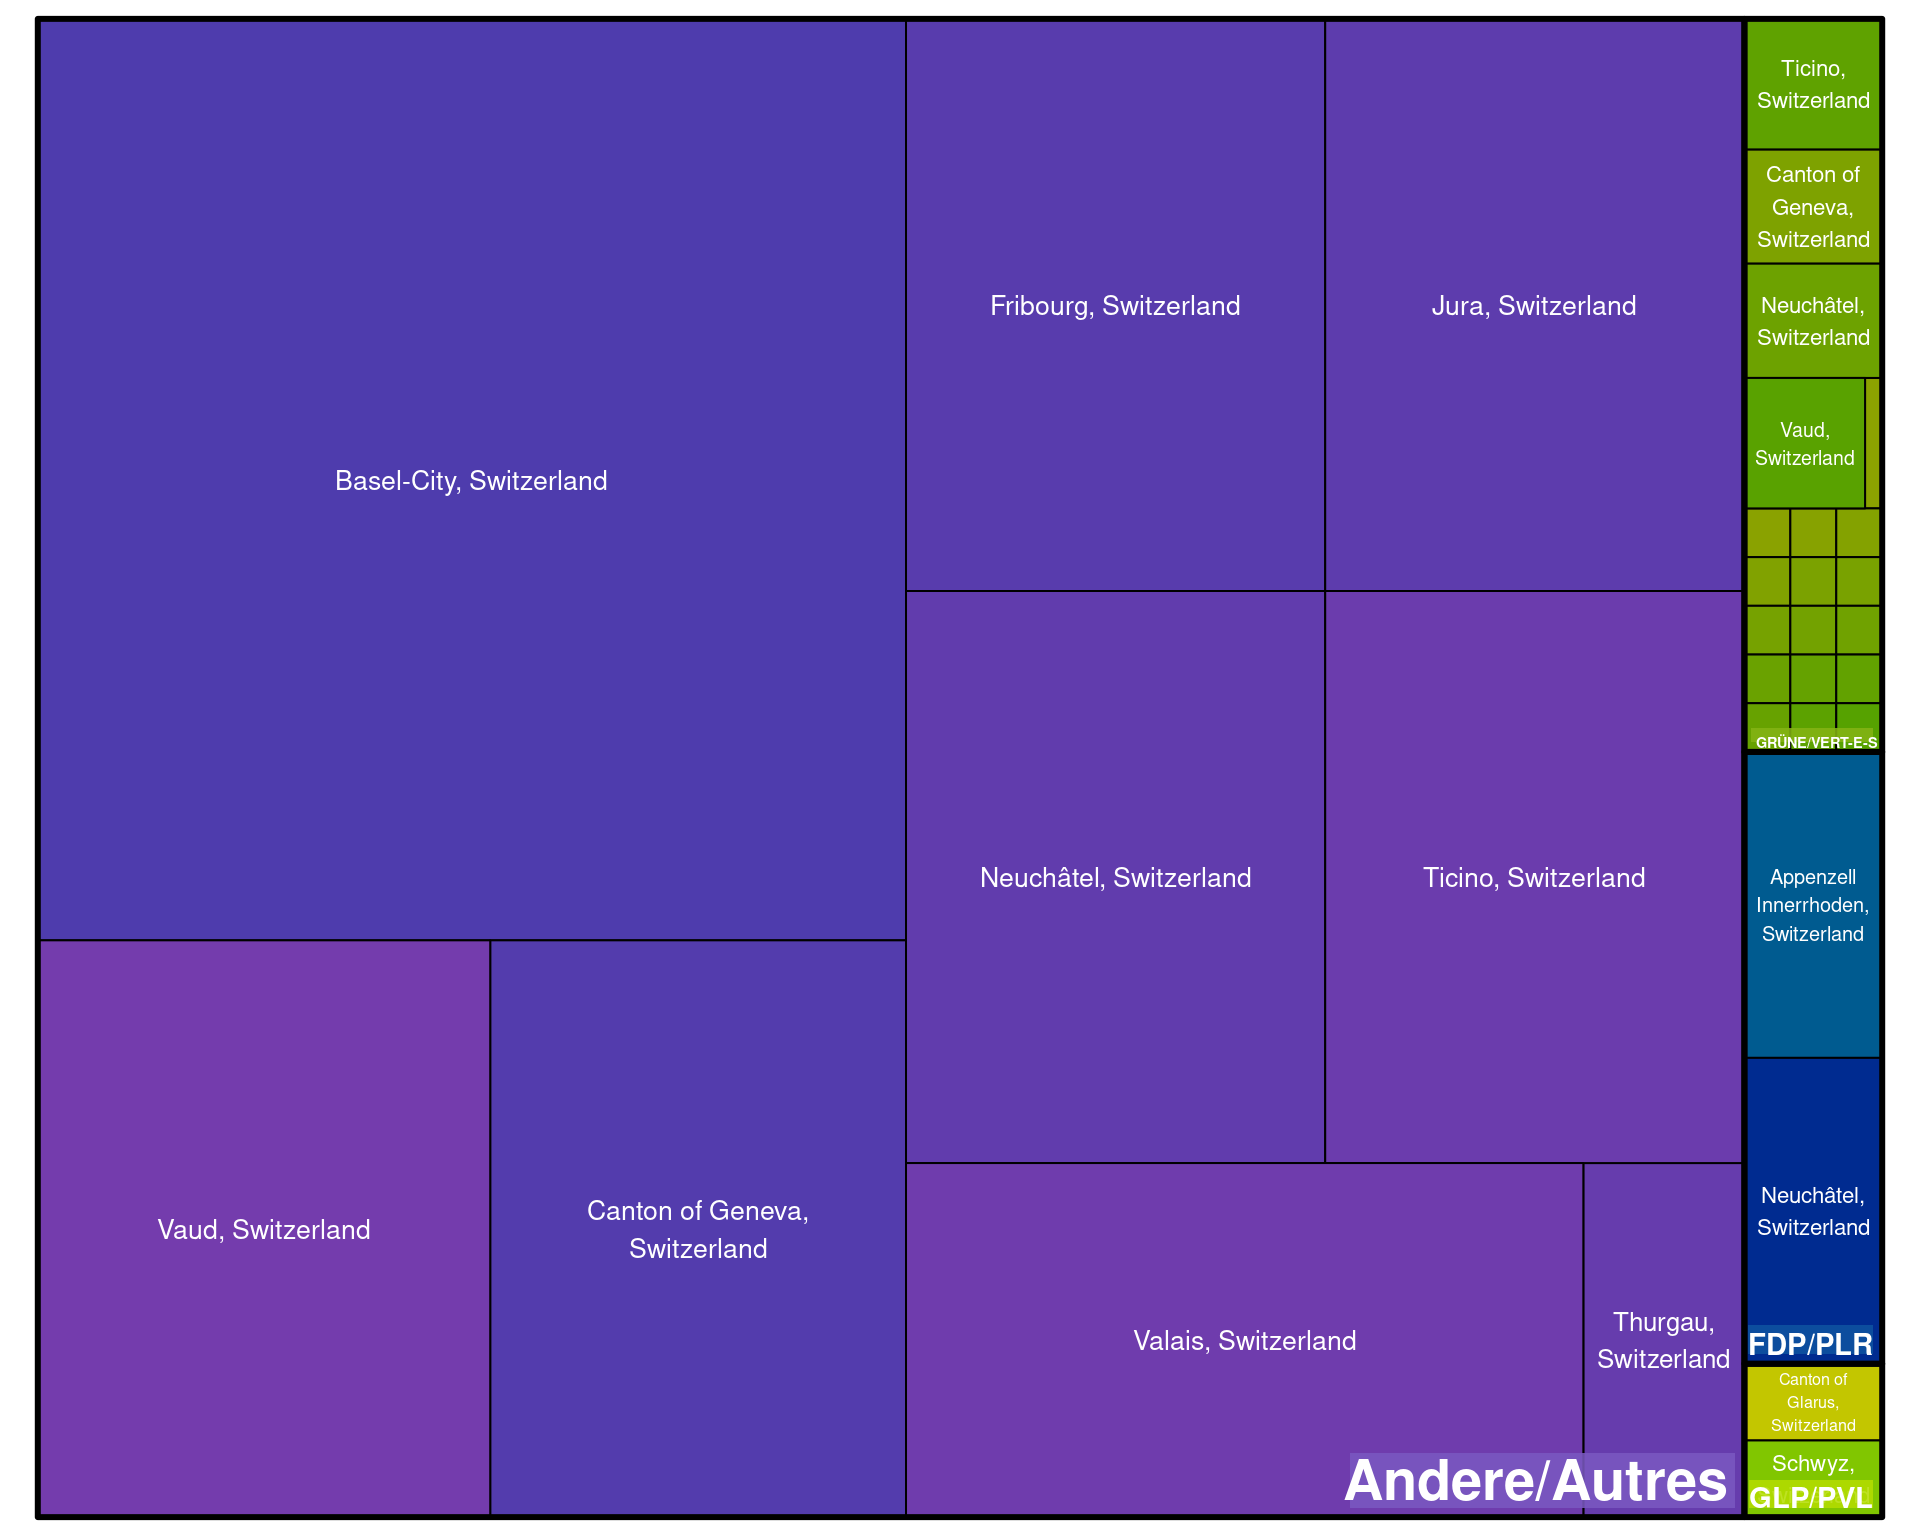 Basel-City, Switzerland
Vaud, Switzerland
Canton of Geneva,
Switzerland
Fribourg, Switzerland
Jura, Switzerland
Neuchâtel, Switzerland
Ticino, Switzerland
Valais, Switzerland
Thurgau,
Switzerland
Andere/Autres
Ticino,
Switzerland
Canton of
Geneva,
Switzerland
Neuchâtel,
Switzerland
Vaud,
Switzerland
GRÜNE/VERT-E-S
Appenzell
Innerrhoden,
Switzerland
Neuchâtel,
Switzerland
FDP/PLR
Canton of
Glarus,
Switzerland
Schwyz,
GLP/PVL